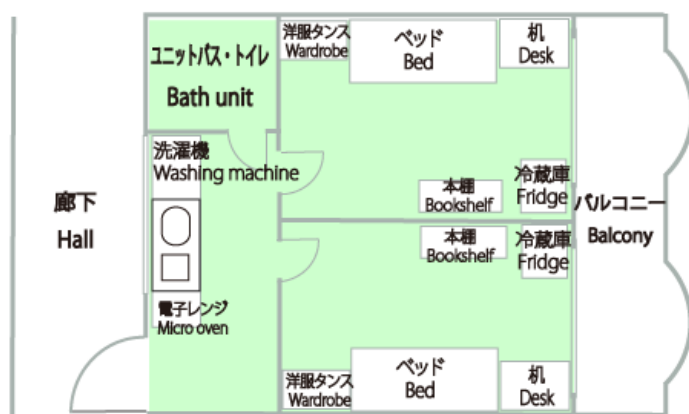 ユニットバス・トイレ
Bath unit
洋服タンス
Wardrobe
ベッド
Bed
机
Desk
洗濯機
Washing machine
本棚
Bookshelf
冷蔵庫
Fridge
廊下
Hall
バルコニー
Balcony
本棚
Bookshelf
冷蔵庫
Fridge
電子レンジ
Micro oven
洋服タンス
Wardrobe
ベッド
Bed
机
Desk